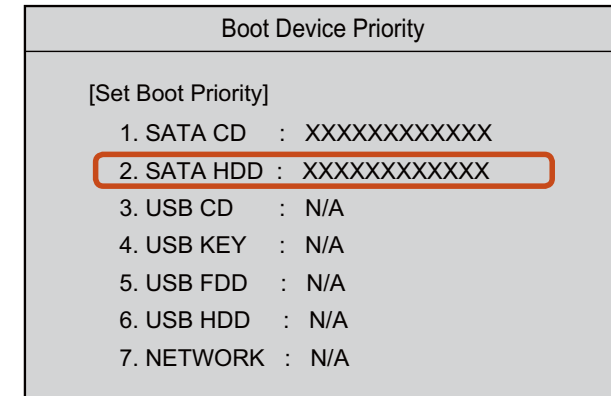 Boot Device Priority
[Set Boot Priority]
1. SATA CD : XXXXXXXXXXXX
2. SATA HDD : XXXXXXXXXXXX
3. USB CD : N/A
4. USB KEY : N/A
5. USB FDD : N/A
6. USB HDD : N/A
7. NETWORK : N/A